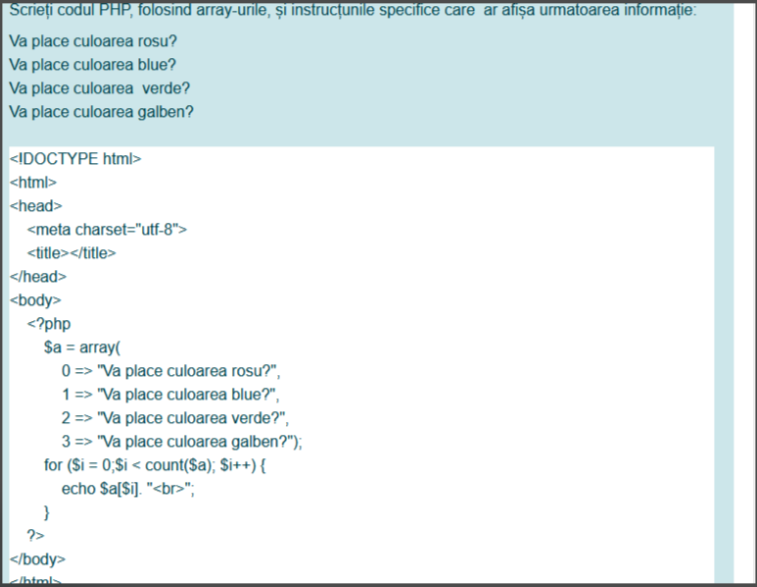 Scrieți codul PHP, folosind array-urile, și instrucțiunile specifice care  ar afișa urmatoarea informație:
Va place culoarea rosu?
Va place culoarea blue?
Va place culoarea  verde?
Va place culoarea galben?
<!DOCTYPE html>
<html>
<head>
<meta charset="utf-8">
<title></title>
</head>
<body>
<?php
$a = array(
0 => "Va place culoarea rosu?",
1 => "Va place culoarea blue?",
2 => "Va place culoarea verde?",
3 => "Va place culoarea galben?");
for ($i = 0;$i < count($a); $i++) {
echo $a[$i]. "<br>";
}
?>
</body>
</html>